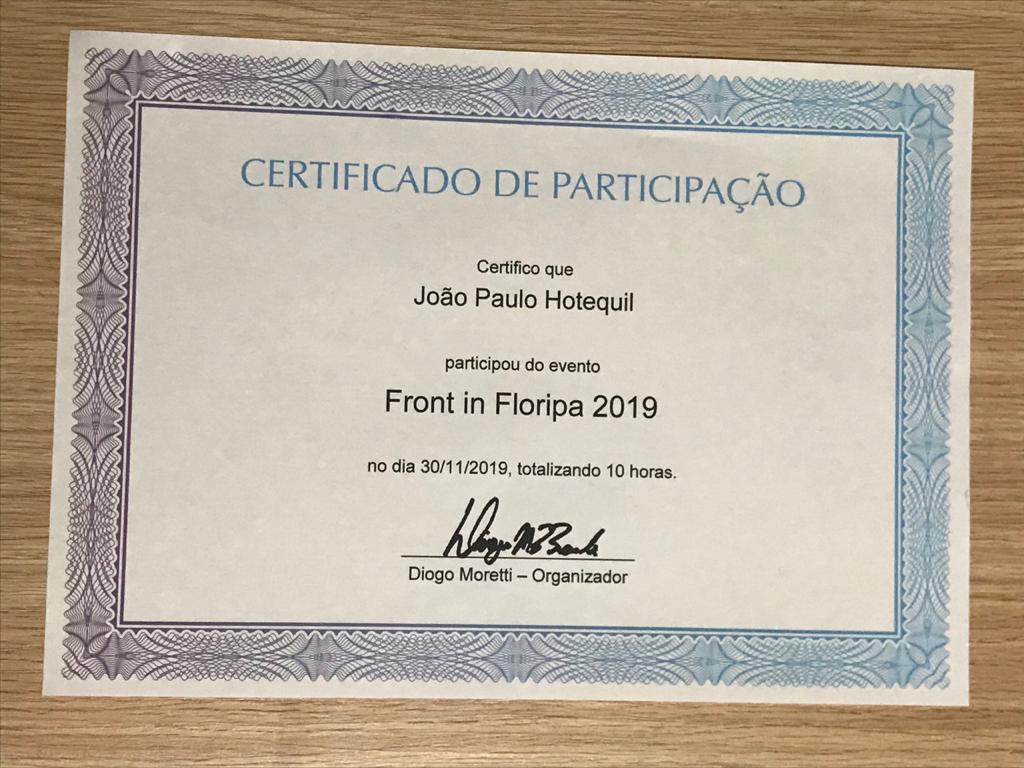 CERTIFICADO DE PARTICIPAÇÃO
Certifico que
João Paulo Hotequil
participou do evento
Front in Floripa 2019
no dia 30/11/2019, totalizando 10 horas.
Diogo Moretti – Organizador